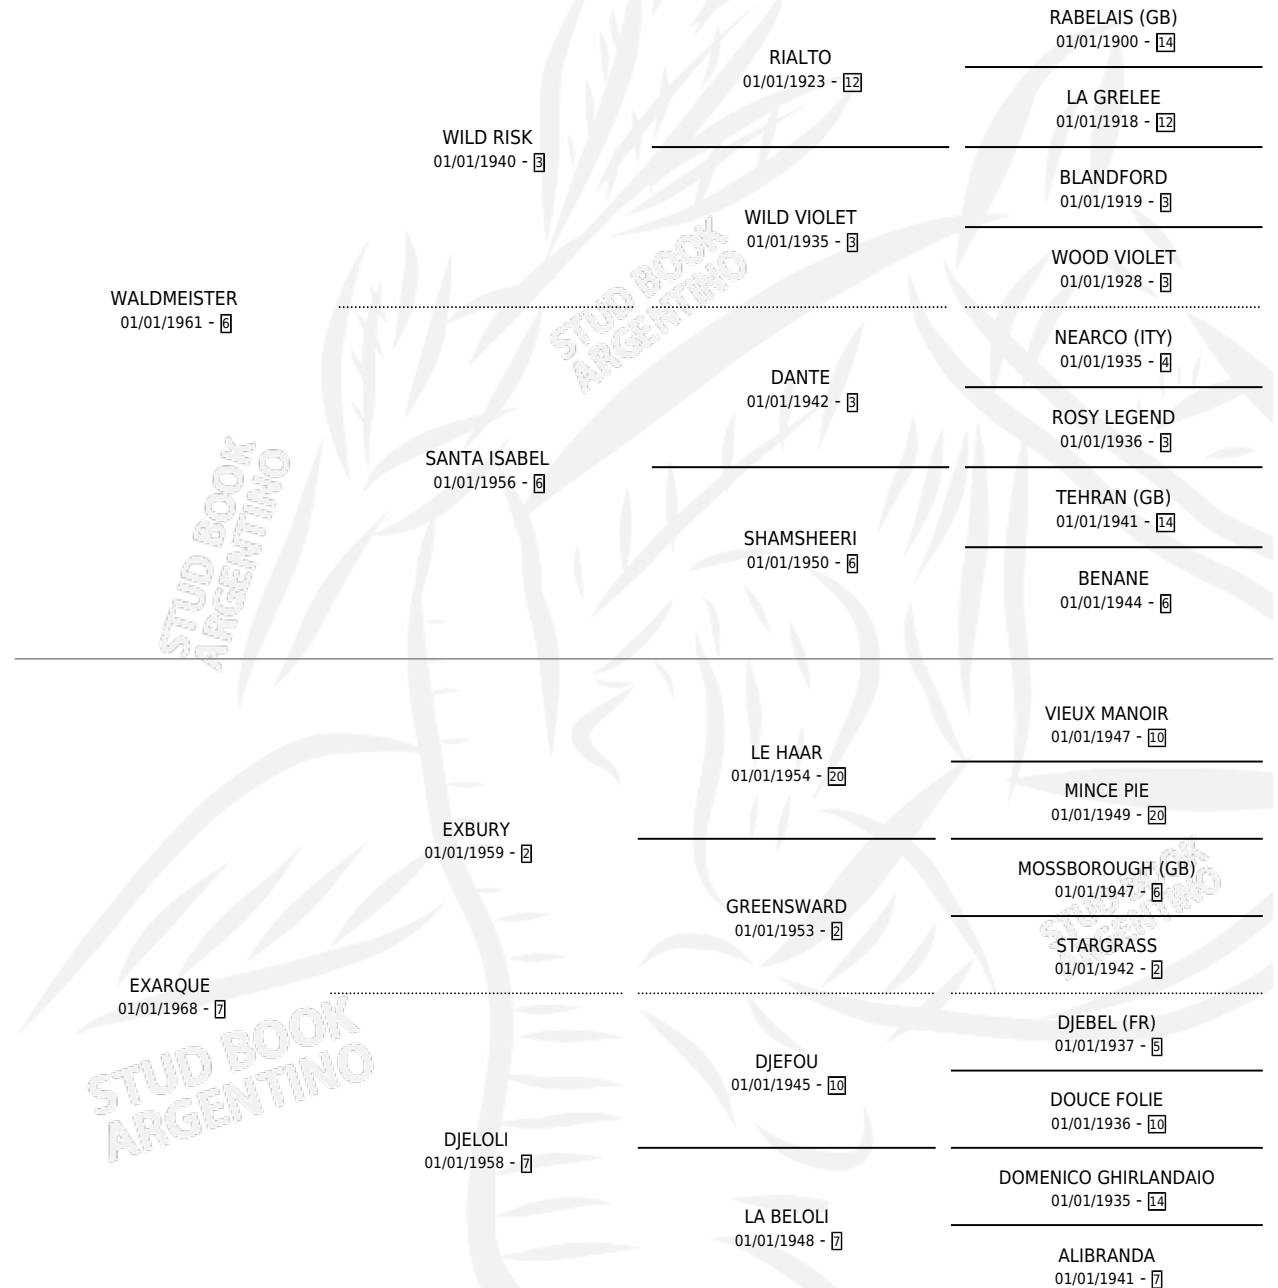 RABELAIS (GB)
01/01/1900 - 14
RIALTO
01/01/1923 - 12
LA GRELEE
01/01/1918 - 12
WILD RISK
01/01/1940 - 3
BLANDFORD
01/01/1919 - 3
WILD VIOLET
01/01/1935 - 3
WOOD VIOLET
01/01/1928 - 3
WALDMEISTER
01/01/1961 - 6
NEARCO (ITY)
01/01/1935 - 4
DANTE
01/01/1942 - 3
ROSY LEGEND
01/01/1936 - 3
SANTA ISABEL
01/01/1956 - 6
TEHRAN (GB)
01/01/1941 - 14
SHAMSHEERI
01/01/1950 - 6
BENANE
01/01/1944 - 6
VIEUX MANOIR
01/01/1947 - 10
LE HAAR
01/01/1954 - 20
MINCE PIE
01/01/1949 - 20
EXBURY
01/01/1959 - 2
MOSSBOROUGH (GB)
01/01/1947 - 6
GREENSWARD
01/01/1953 - 2
STARGRASS
01/01/1942 - 2
EXARQUE
01/01/1968 - 7
DJEBEL (FR)
01/01/1937 - 5
DJEFOU
01/01/1945 - 10
DOUCE FOLIE
01/01/1936 - 10
DJELOLI
01/01/1958 - 7
DOMENICO GHIRLANDAIO
01/01/1935 - 14
LA BELOLI
01/01/1948 - 7
ALIBRANDA
01/01/1941 - 7
STUD BOOK
ARGENTINO
STUD BOOK
ARGENTINO
STUD BOOK
ARGENTINO
STUD BOOK
ARGENTINO